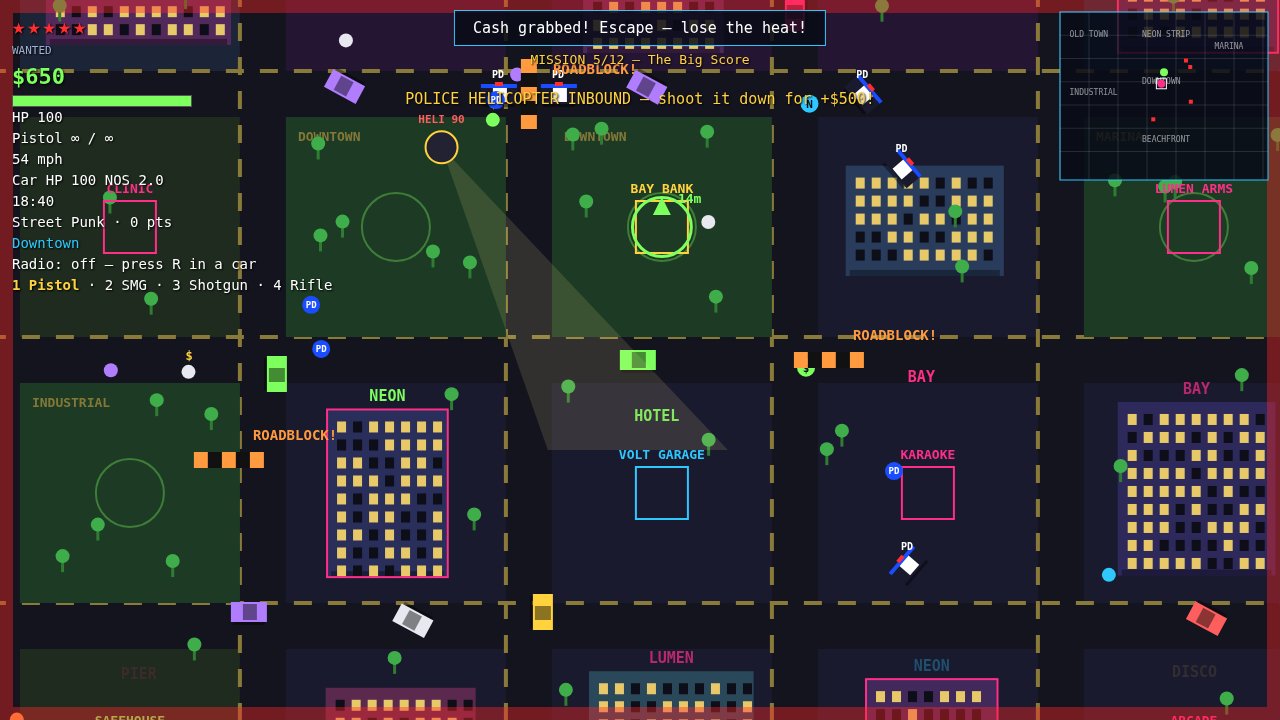 ★★★★★
WANTED
$650
HP 100
Pistol ∞ / ∞
54 mph
Car HP 100 NOS 2.0
18:40
Street Punk · 0 pts
Downtown
Radio: off — press R in a car
1 Pistol · 2 SMG · 3 Shotgun · 4 Rifle
Cash grabbed! Escape — lose the heat!
MISSION 5/12 — The Big Score
ROADBLOCK!
POLICE HELICOPTER INBOUND — shoot it down for +$500!
PD
PD
PD
PD
N
HELI 90
PD
OLD TOWN
NEON STRIP
MARINA
DOWNTOWN
INDUSTRIAL
BEACHFRONT
DOWNTOWN
DOWNTOWN
MARINA
CLINIC
BAY BANK
14m
LUMEN ARMS
PD
PD
ROADBLOCK!
$
$
BAY
BAY
NEON
INDUSTRIAL
HOTEL
ROADBLOCK!
VOLT GARAGE
KARAOKE
PD
PD
LUMEN
NEON
PIER
DISCO
SAFEHOUSE
ARCADE